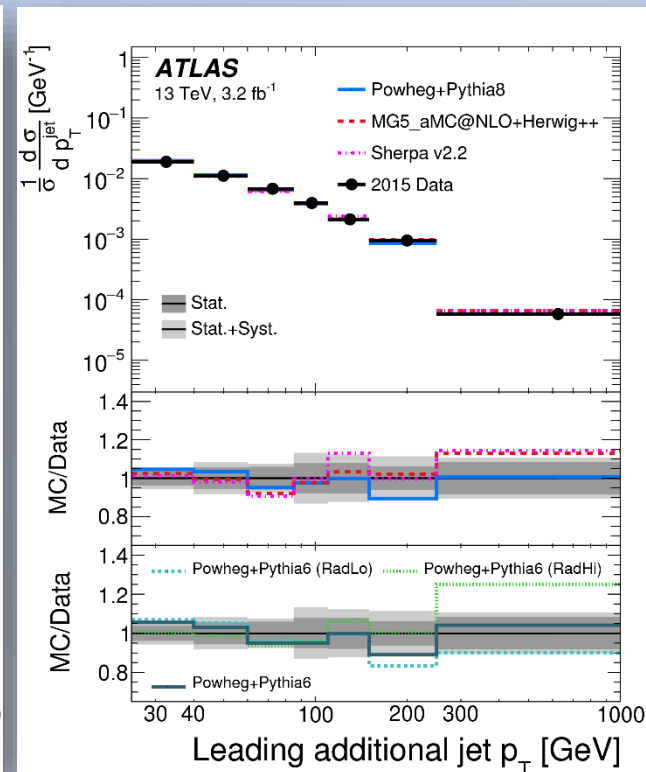 ATLAS
13 TeV, 3.2 fb⁻¹
Powheg+Pythia8
MG5_aMC@NLO+Herwig++
Sherpa v2.2
2015 Data
1/σ dσ/dp_T^jet [GeV⁻¹]
1
10⁻¹
10⁻²
10⁻³
10⁻⁴
10⁻⁵
Stat.
Stat.+Syst.
MC/Data
1.4
1.2
1
0.8
MC/Data
1.4
1.2
1
0.8
Powheg+Pythia6 (RadLo)
Powheg+Pythia6 (RadHi)
Powheg+Pythia6
30 40 100 200 300 1000
Leading additional jet p_T [GeV]